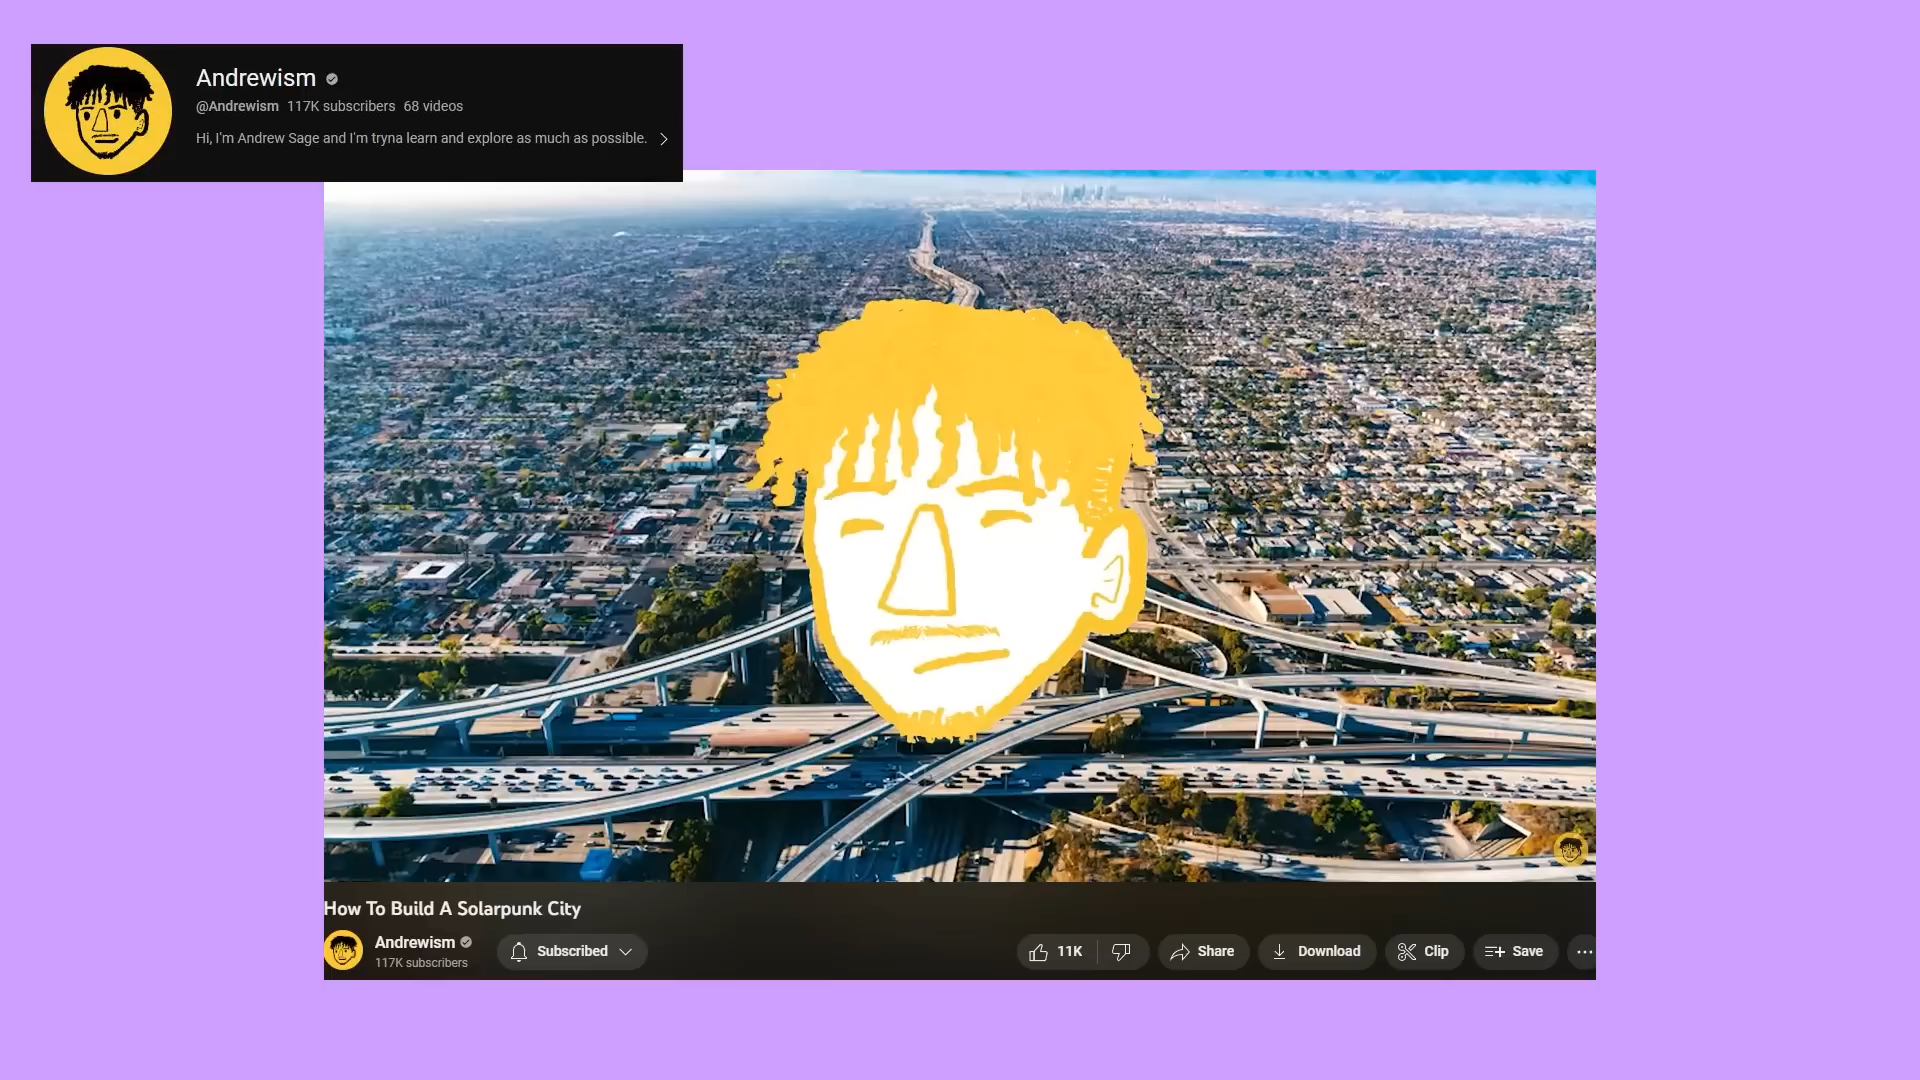 Andrewism
@Andrewism 117K subscribers 68 videos
Hi, I'm Andrew Sage and I'm tryna learn and explore as much as possible.
How To Build A Solarpunk City
Andrewism
117K subscribers
Subscribed
11K
Share
Download
Clip
Save